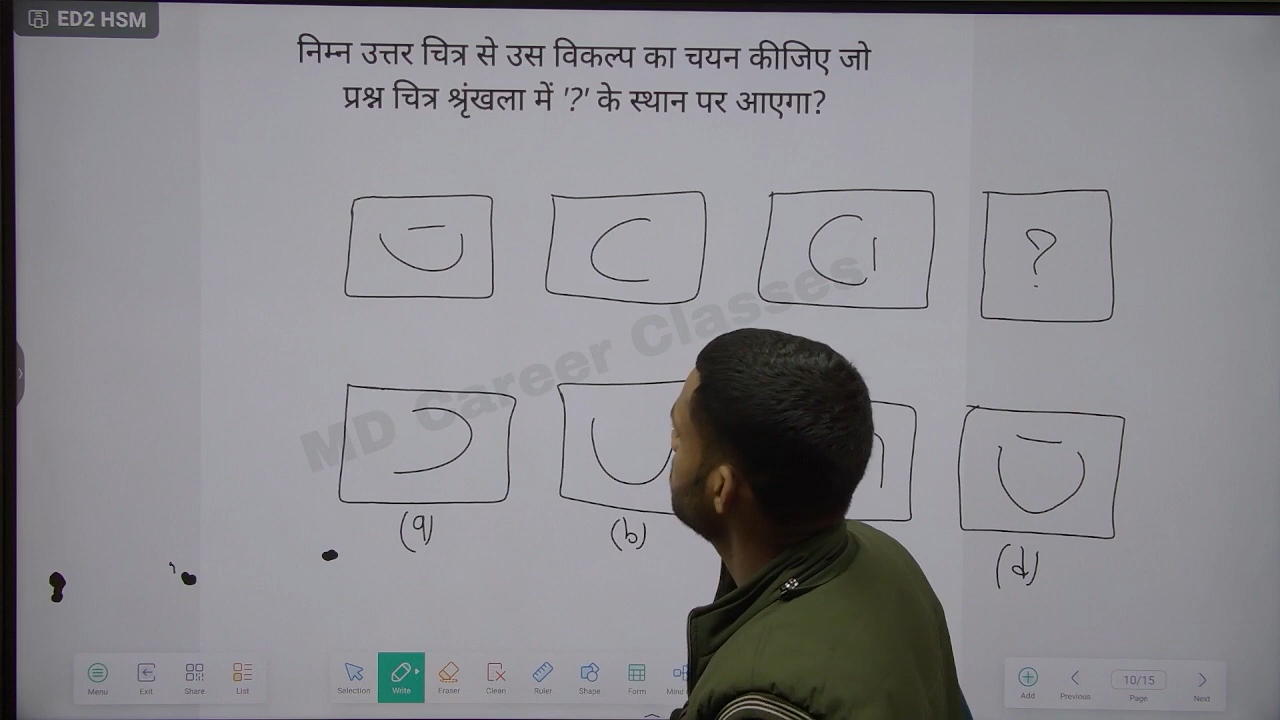 ED2 HSM
निम्न उत्तर चित्र से उस विकल्प का चयन कीजिए जो
प्रश्न चित्र श्रृंखला में '?' के स्थान पर आएगा?
?
MD Career Classes
(a)
(b)
(d)
Menu
Exit
Share
List
Selection
Write
Eraser
Clean
Ruler
Shape
Form
Mind
Add
Previous
10/15
Page
Next